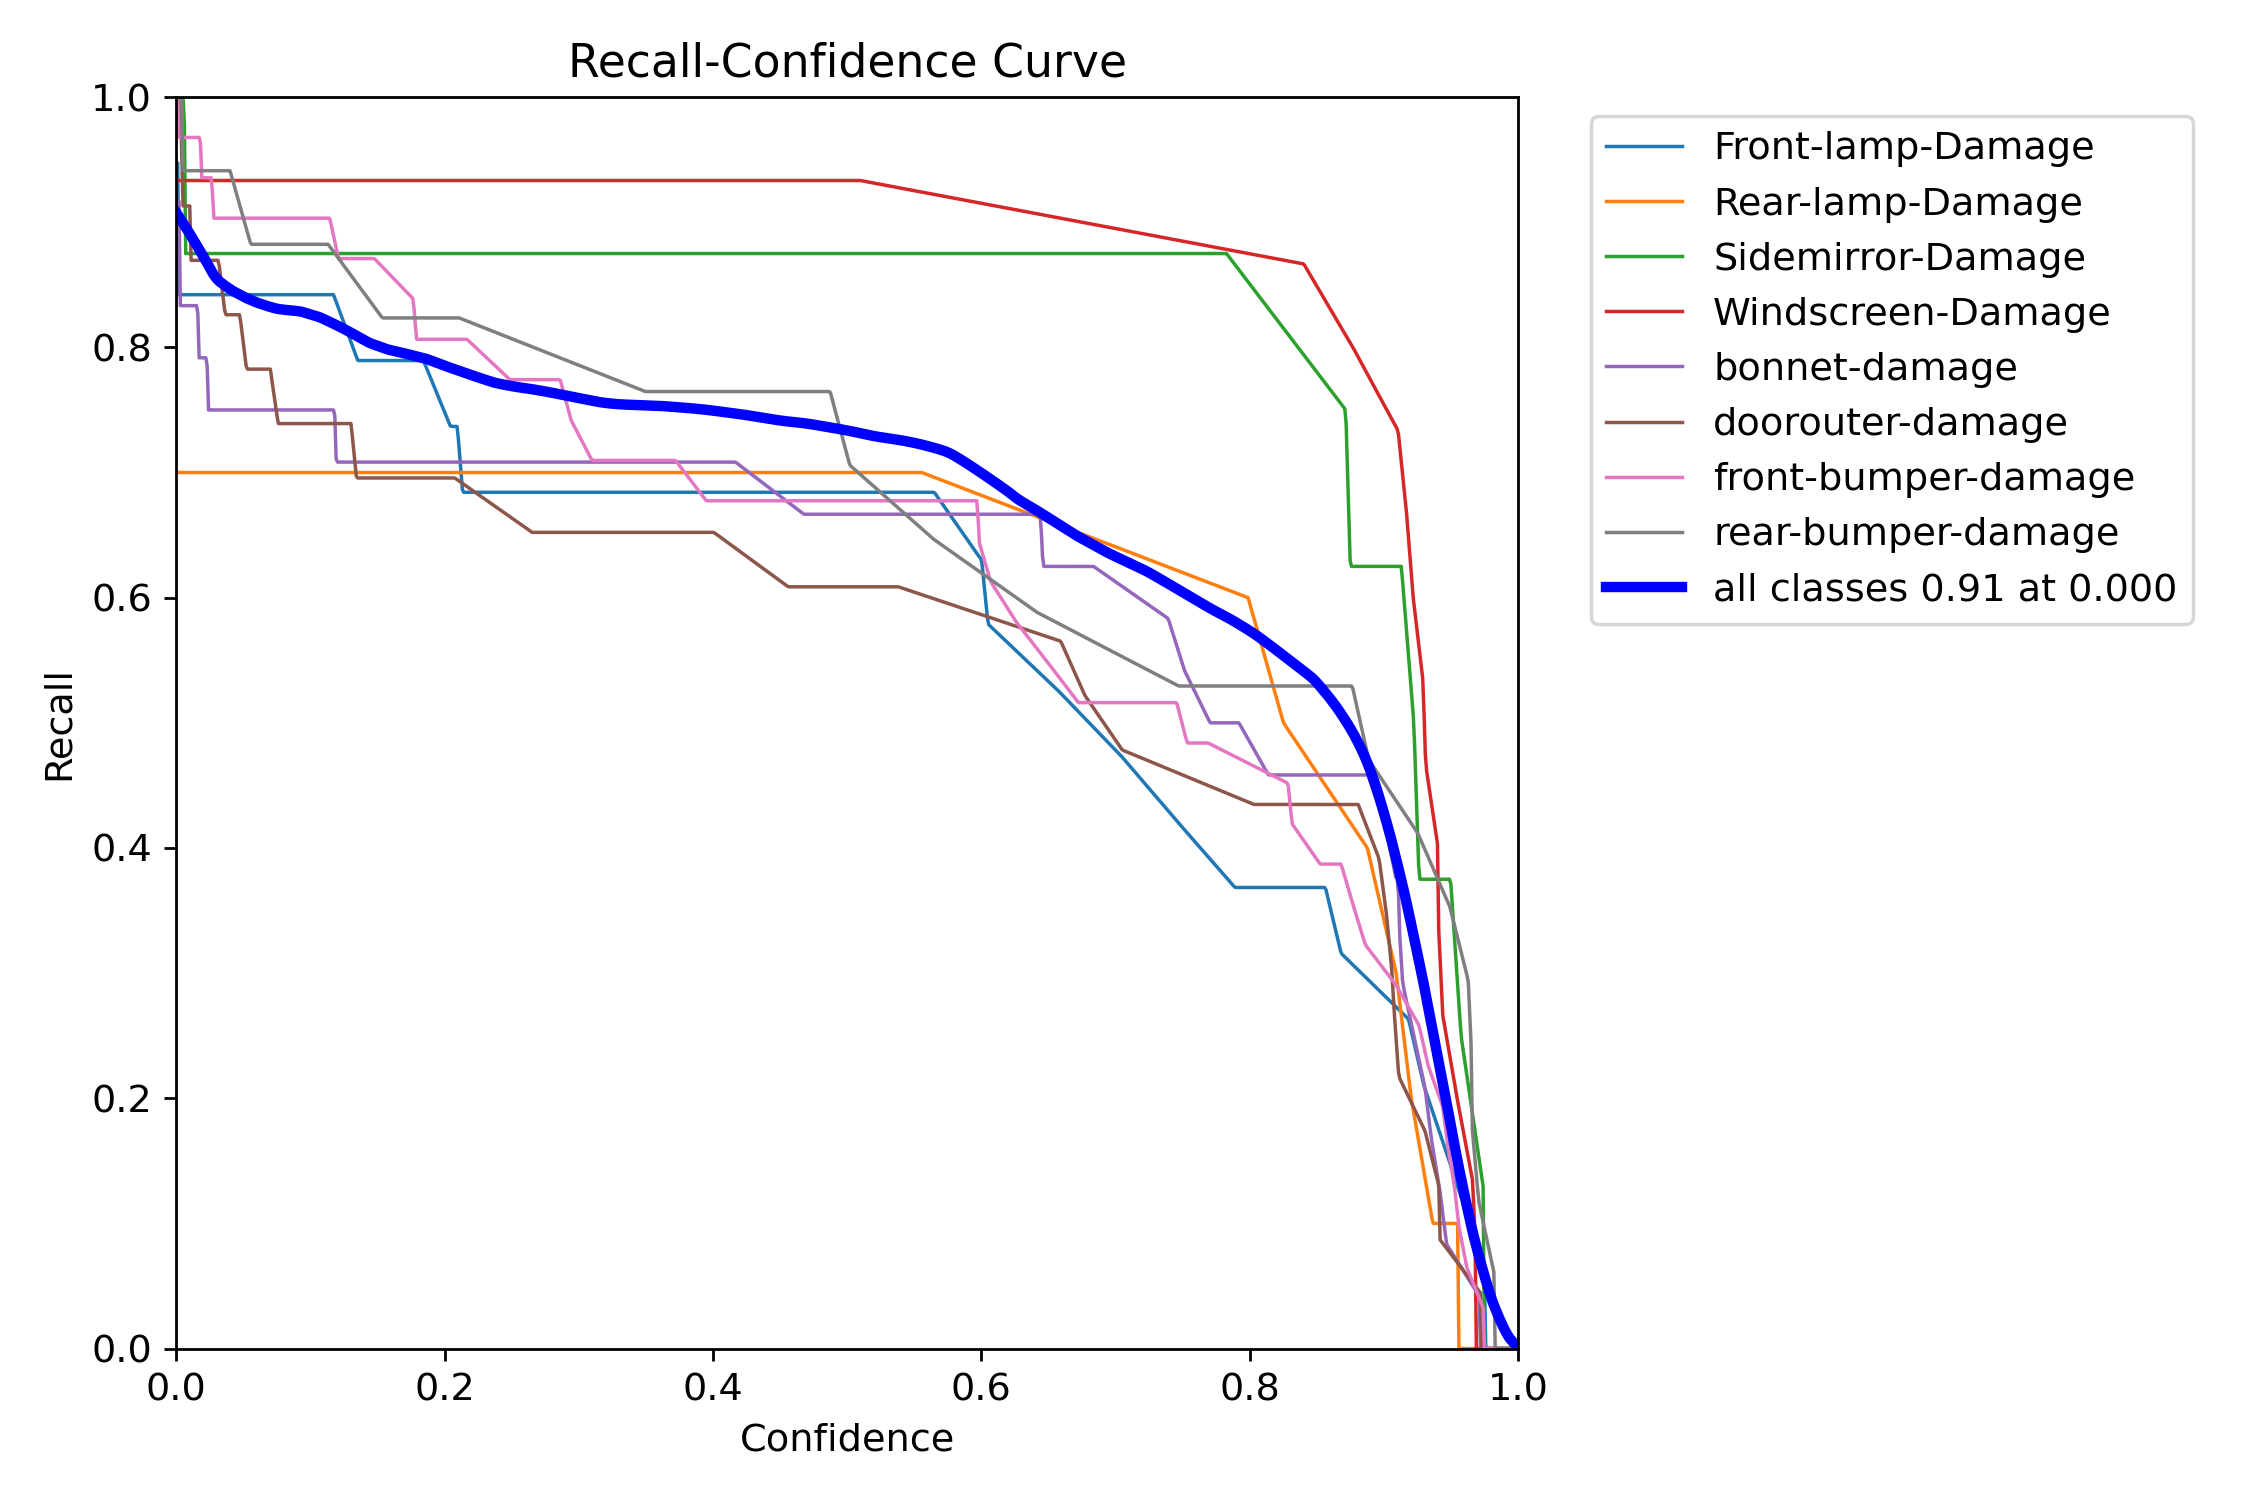 Recall-Confidence Curve
1.0
0.8
0.6
0.4
0.2
0.0
Recall
0.0 0.2 0.4 0.6 0.8 1.0
Confidence
Front-lamp-Damage
Rear-lamp-Damage
Sidemirror-Damage
Windscreen-Damage
bonnet-damage
doorouter-damage
front-bumper-damage
rear-bumper-damage
all classes 0.91 at 0.000